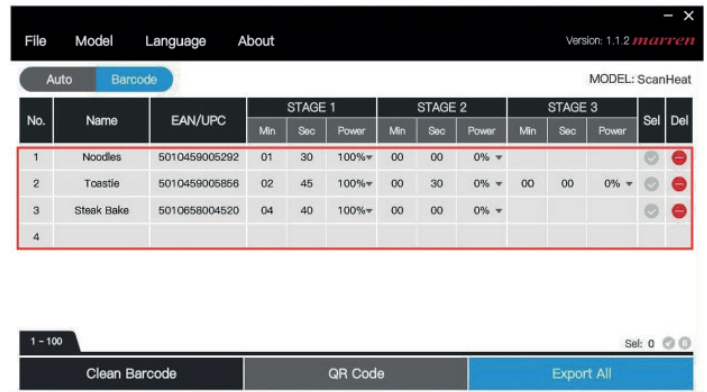 File Model Language About Version: 1.1.2 marren
Auto Barcode MODEL: ScanHeat
No. Name EAN/UPC STAGE 1 STAGE 2 STAGE 3 Sel Del
Min Sec Power Min Sec Power Min Sec Power
1 Noodles 5010459005292 01 30 100% 00 00 0%
2 Toastie 5010459005856 02 45 100% 00 30 0% 00 00 0%
3 Steak Bake 5010658004520 04 40 100% 00 00 0%
4
1 - 100 Sel: 0
Clean Barcode QR Code Export All